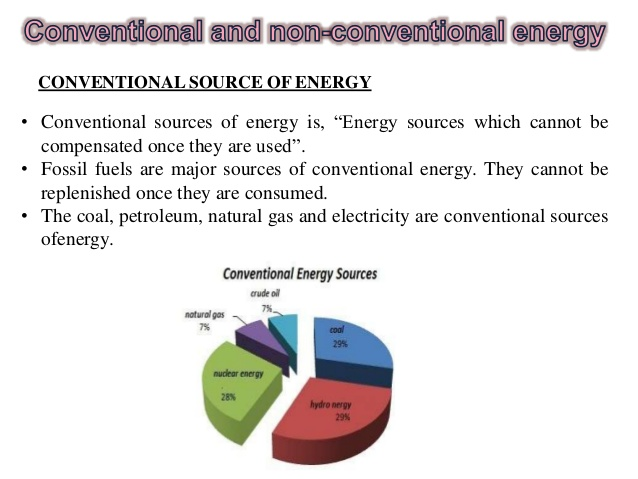 Conventional and non-conventional energy
CONVENTIONAL SOURCE OF ENERGY
• Conventional sources of energy is, “Energy sources which cannot be
compensated once they are used”.
• Fossil fuels are major sources of conventional energy. They cannot be
replenished once they are consumed.
• The coal, petroleum, natural gas and electricity are conventional sources
ofenergy.
Conventional Energy Sources
crude oil
7%
natural gas
7%
coal
29%
nuclear energy
28%
hydro nergy
29%